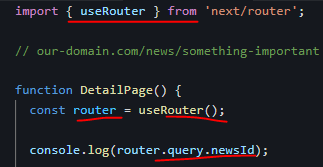 import { useRouter } from 'next/router';
// our-domain.com/news/something-important
function DetailPage() {
const router = useRouter();
console.log(router.query.newsId);